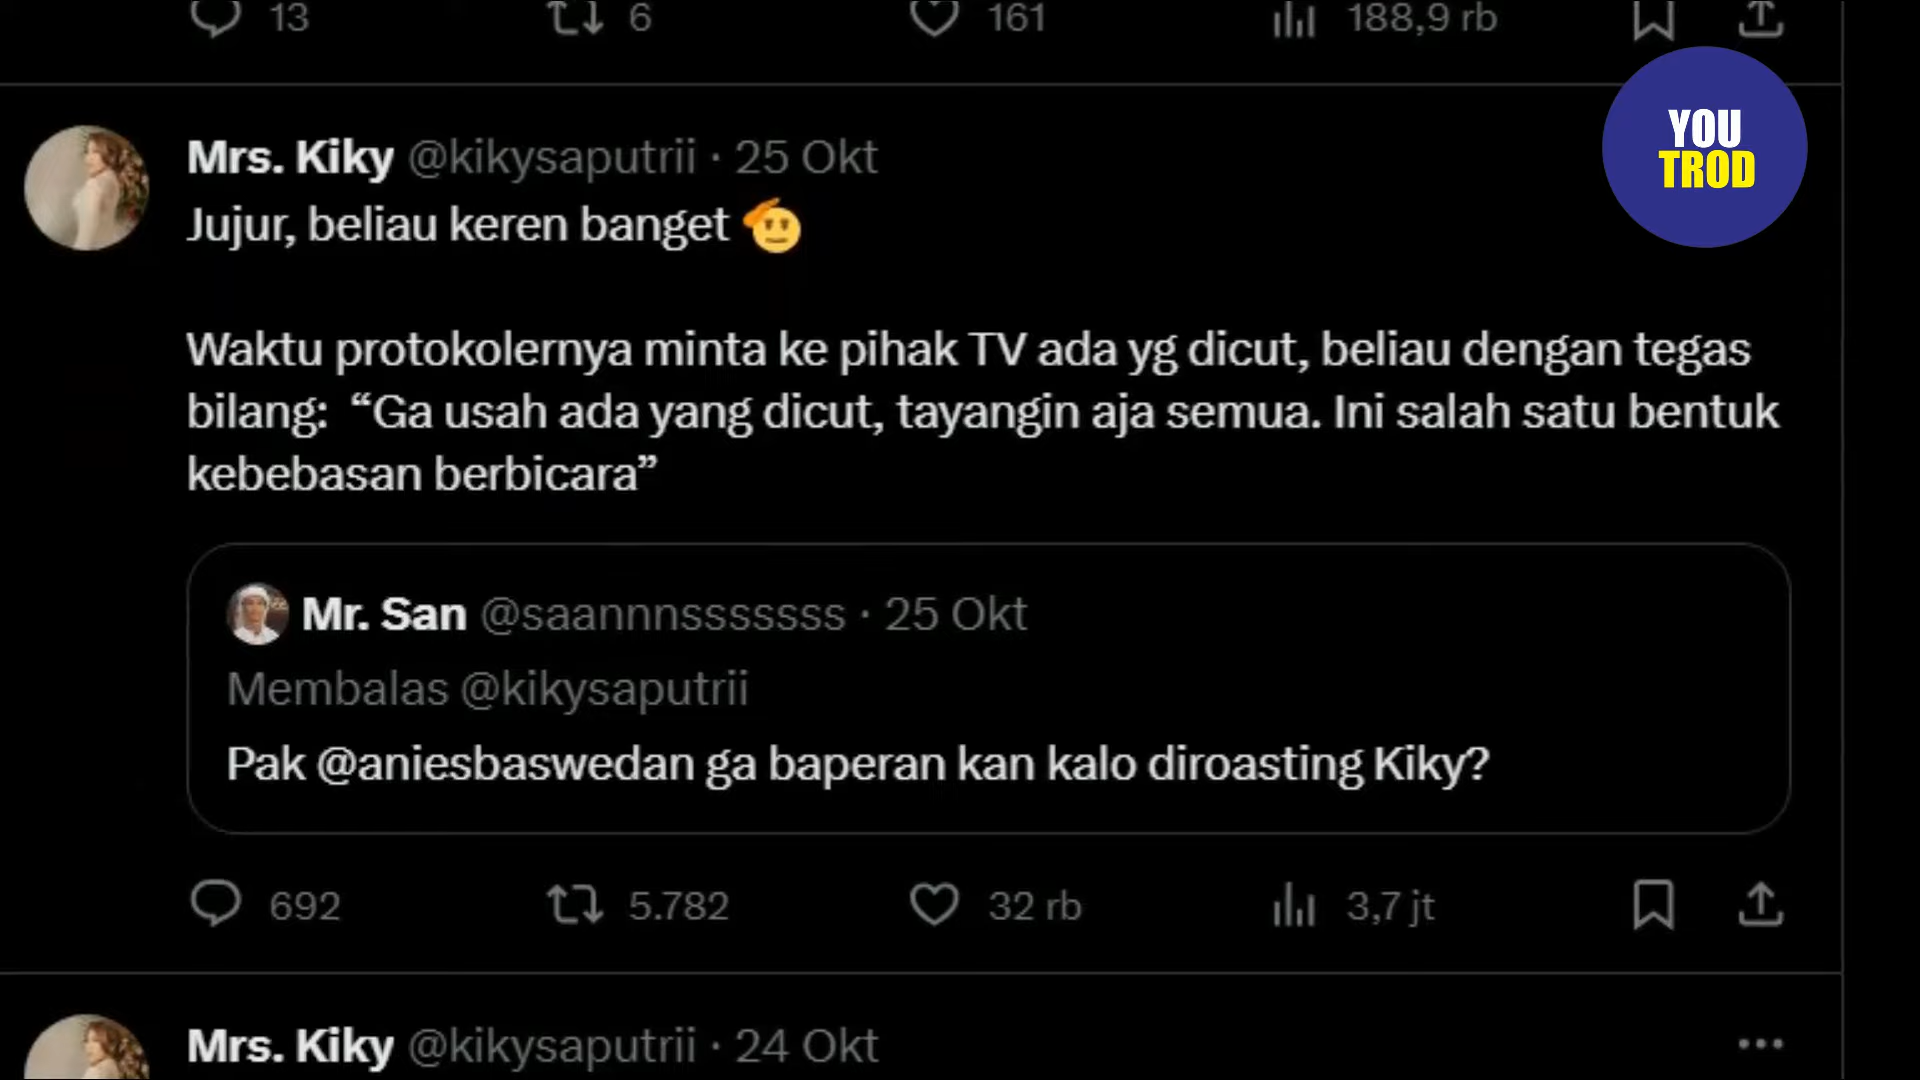 13 6 161 188,9 rb
YOU
TROD
Mrs. Kiky @kikysaputrii · 25 Okt
Jujur, beliau keren banget 🫡
Waktu protokolernya minta ke pihak TV ada yg dicut, beliau dengan tegas
bilang: “Ga usah ada yang dicut, tayangin aja semua. Ini salah satu bentuk
kebebasan berbicara”
Mr. San @saannnsssssss · 25 Okt
Membalas @kikysaputrii
Pak @aniesbaswedan ga baperan kan kalo diroasting Kiky?
692 5.782 32 rb 3,7 jt
Mrs. Kiky @kikysaputrii · 24 Okt